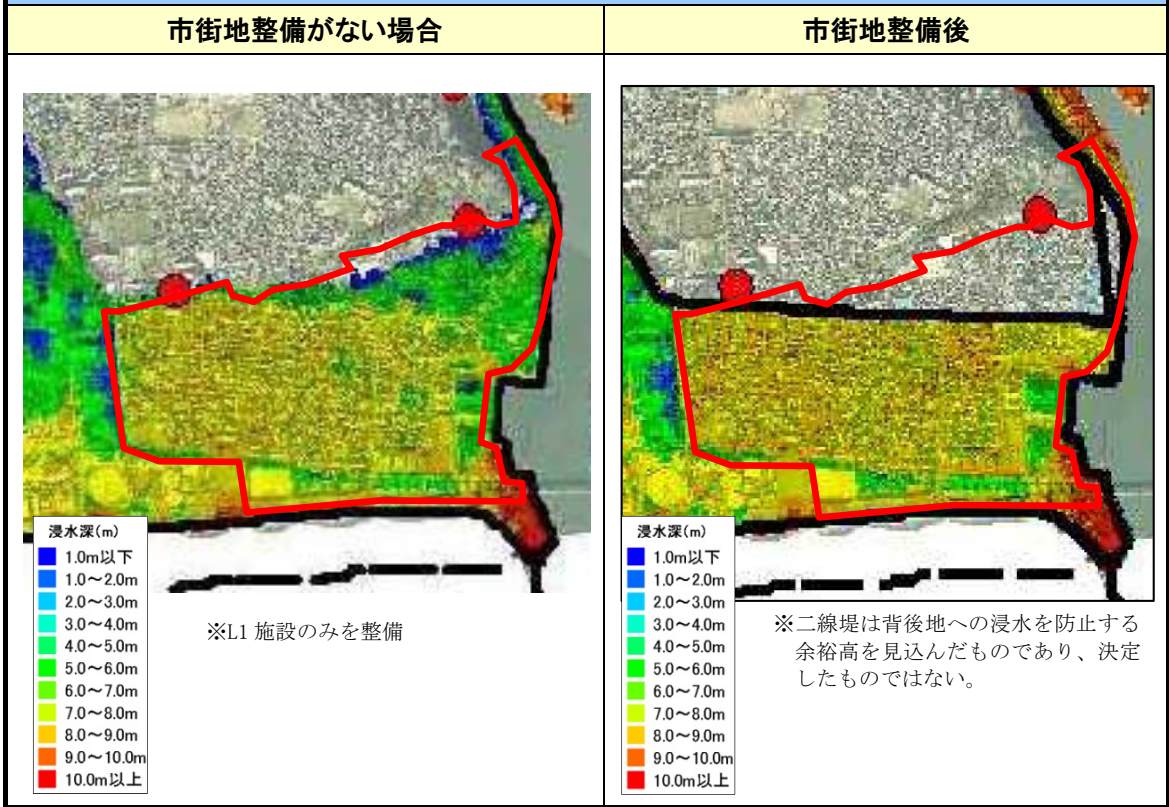 市街地整備がない場合
市街地整備後
浸水深(m)
1.0m以下
1.0～2.0m
2.0～3.0m
3.0～4.0m
4.0～5.0m
5.0～6.0m
6.0～7.0m
7.0～8.0m
8.0～9.0m
9.0～10.0m
10.0m以上
※L1 施設のみを整備
浸水深(m)
1.0m以下
1.0～2.0m
2.0～3.0m
3.0～4.0m
4.0～5.0m
5.0～6.0m
6.0～7.0m
7.0～8.0m
8.0～9.0m
9.0～10.0m
10.0m以上
※二線堤は背後地への浸水を防止する
余裕高を見込んだものであり、決定
したものではない。